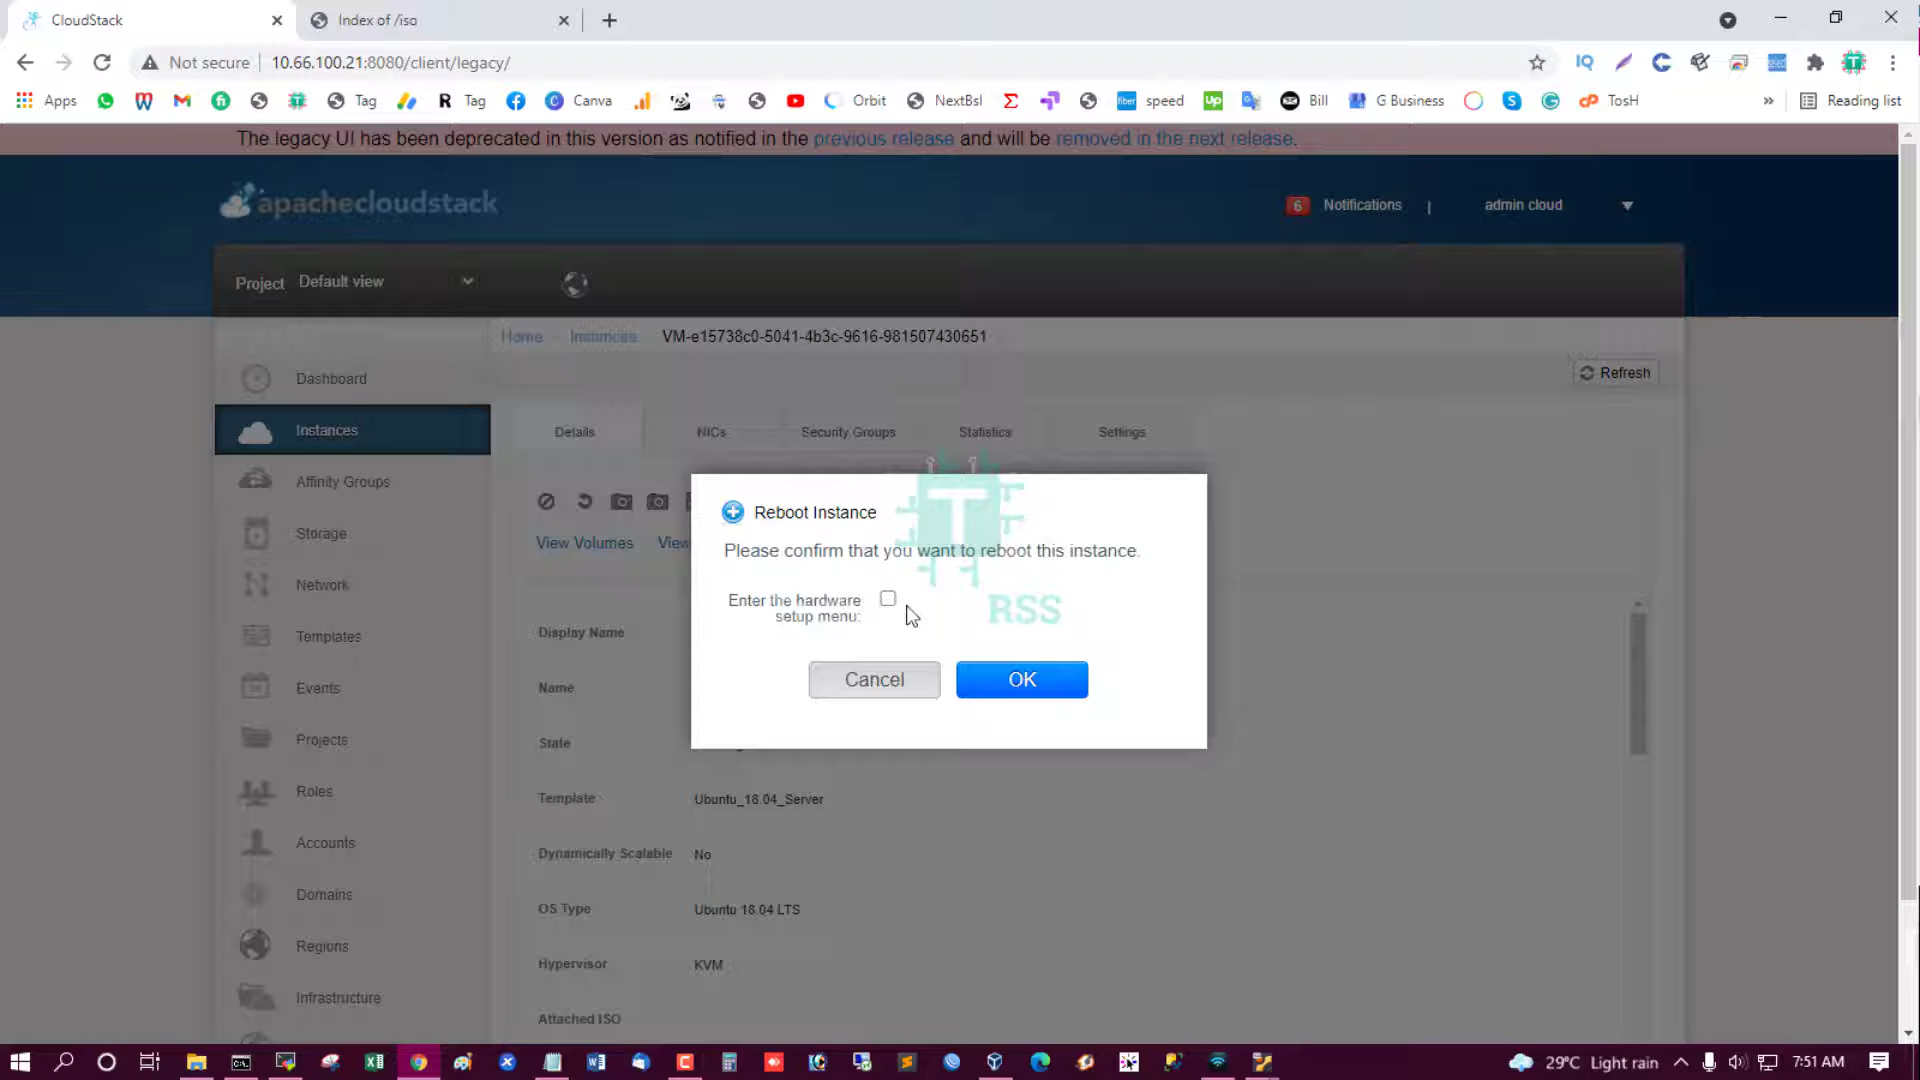 CloudStack
Index of /iso
Not secure
10.66.100.21:8080/client/legacy/
Apps
Tag
R
Tag
Canva
Orbit
NextBsl
fiber
speed
Up
Bill
G Business
TosH
»
Reading list
The legacy UI has been deprecated in this version as notified in the previous release and will be removed in the next release.
apachecloudstack
6
Notifications
|
admin cloud
Project
Default view
Home
Instances
VM-e15738c0-5041-4b3c-9616-981507430651
Refresh
Dashboard
Instances
Affinity Groups
Storage
Network
Templates
Events
Projects
Roles
Accounts
Domains
Regions
Infrastructure
Details
NICs
Security Groups
Statistics
Settings
View Volumes
View
Reboot Instance
Please confirm that you want to reboot this instance.
Enter the hardware
setup menu:
T
RSS
Cancel
OK
Display Name
Name
State
Template
Ubuntu_18.04_Server
Dynamically Scalable
No
OS Type
Ubuntu 18.04 LTS
Hypervisor
KVM
Attached ISO
29°C Light rain
7:51 AM